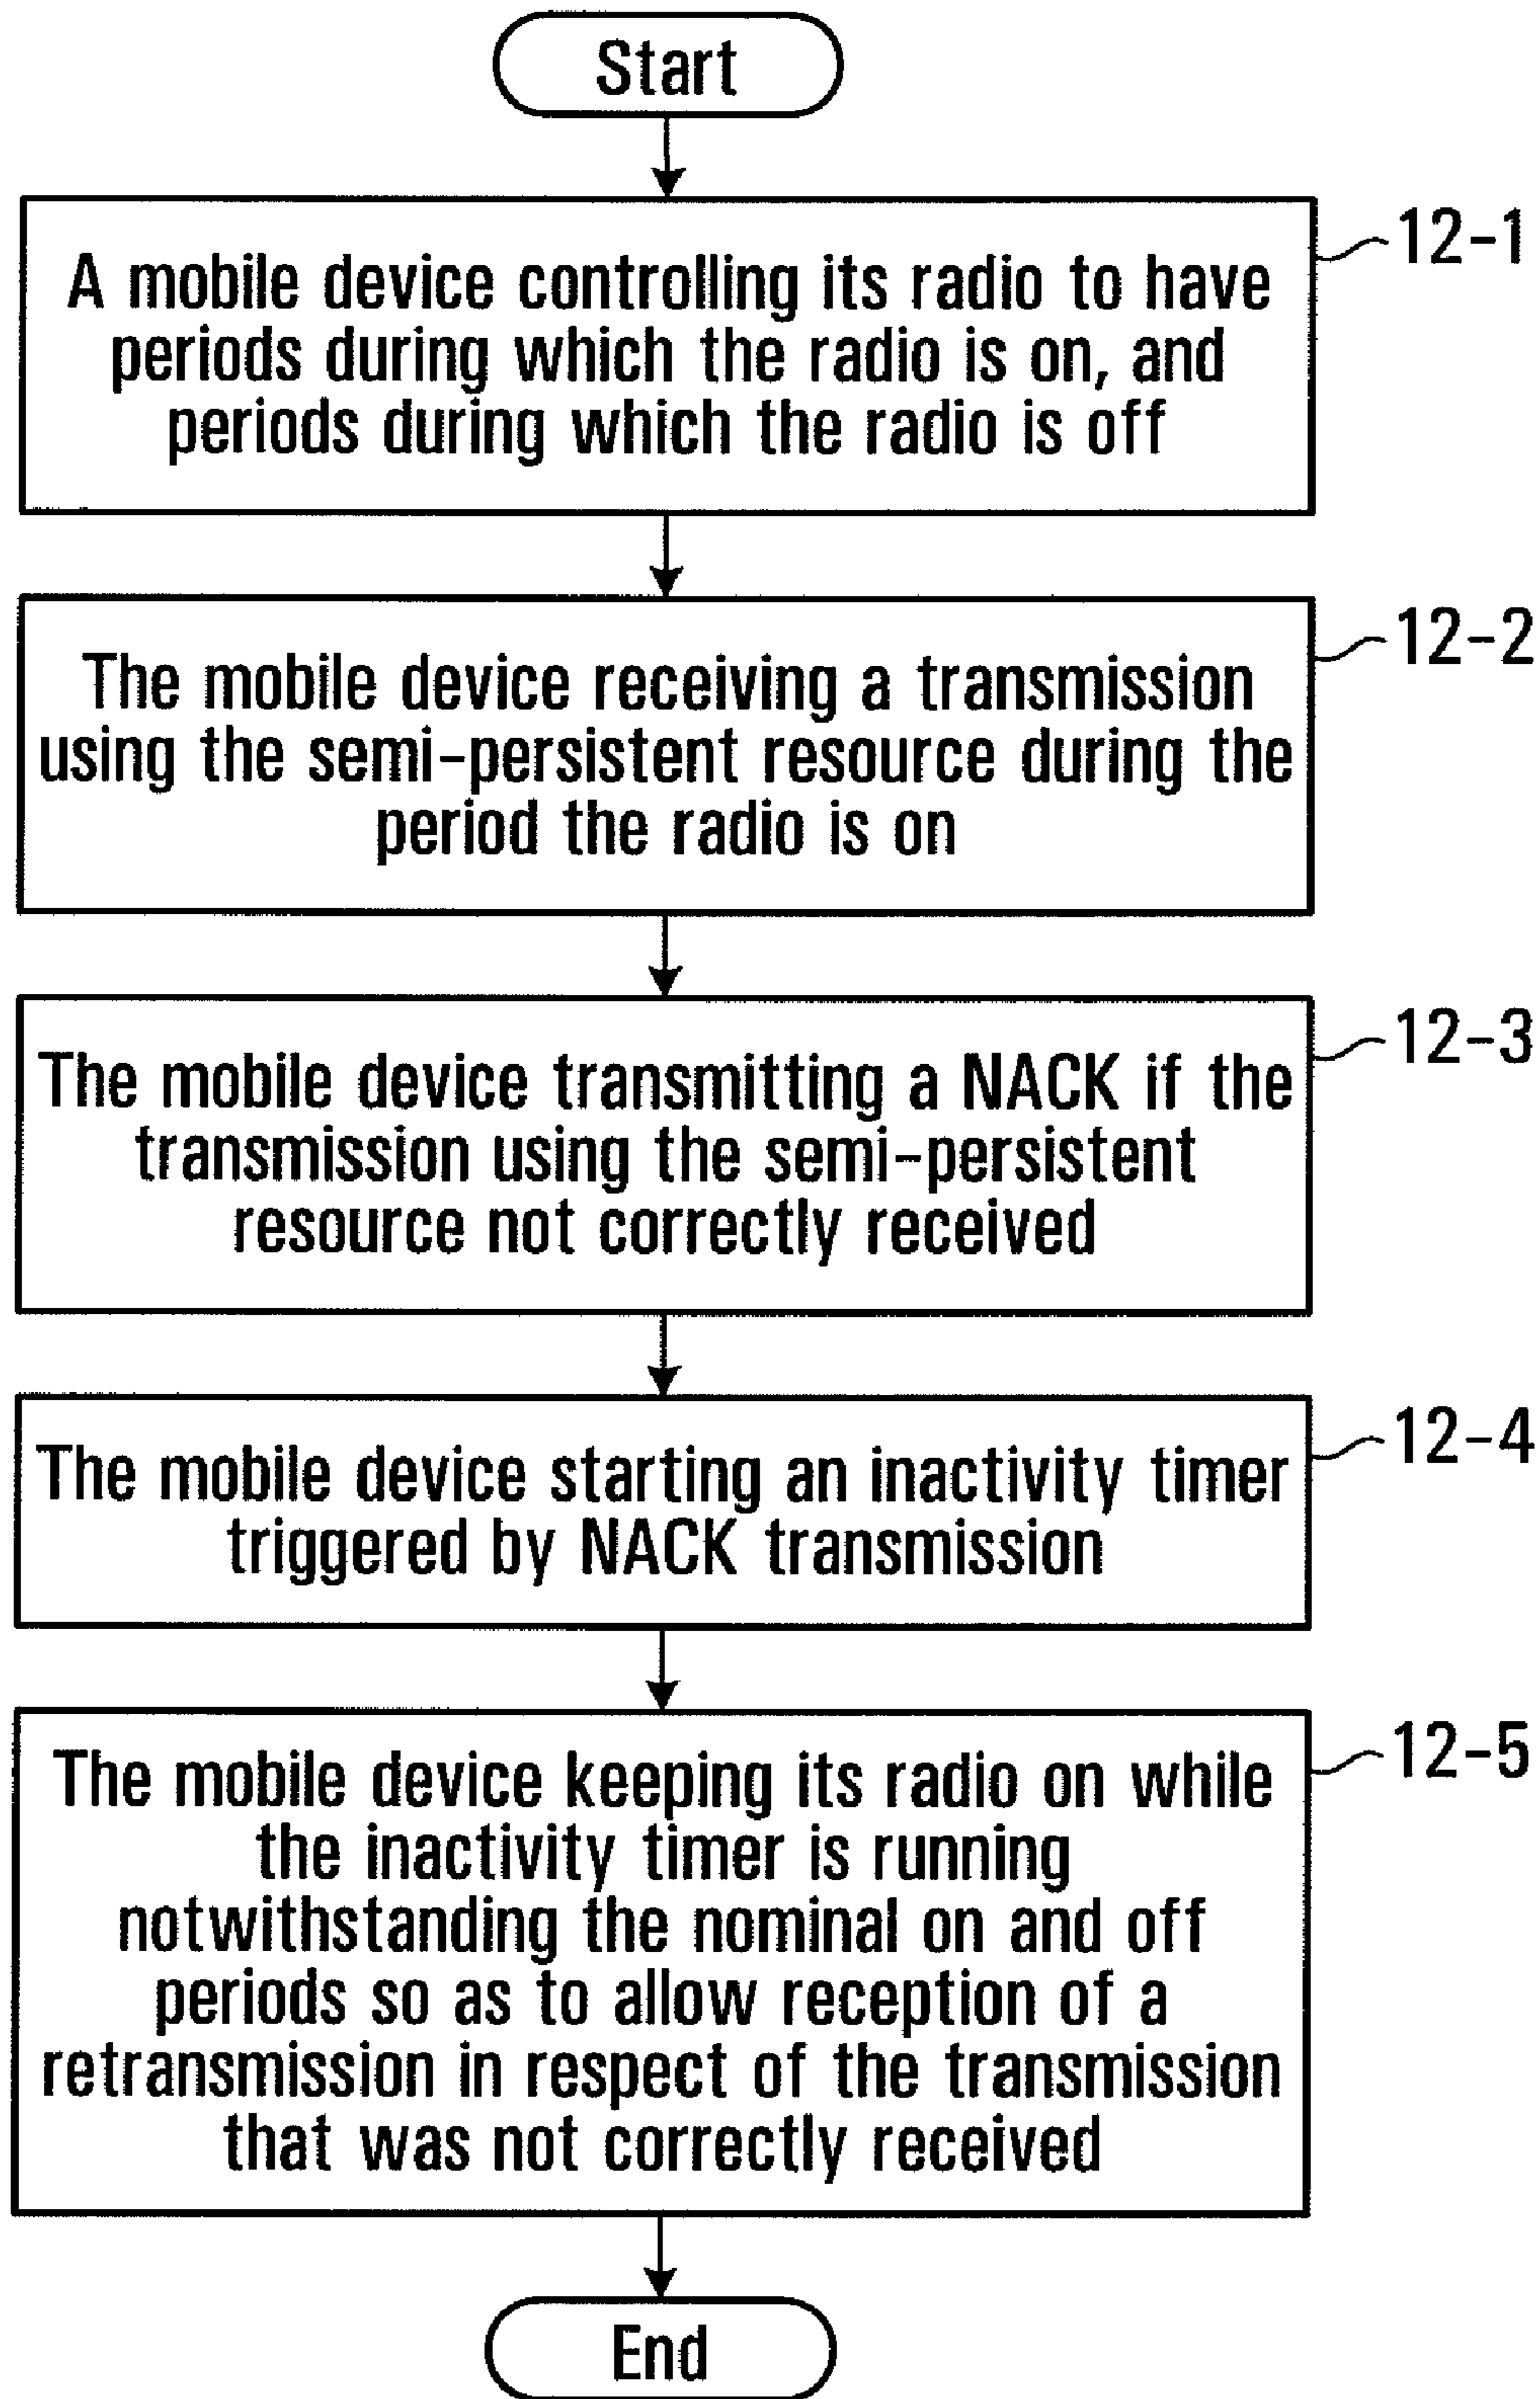 Start
12-1
A mobile device controlling its radio to have
periods during which the radio is on, and
periods during which the radio is off
12-2
The mobile device receiving a transmission
using the semi-persistent resource during the
period the radio is on
12-3
The mobile device transmitting a NACK if the
transmission using the semi-persistent
resource not correctly received
12-4
The mobile device starting an inactivity timer
triggered by NACK transmission
12-5
The mobile device keeping its radio on while
the inactivity timer is running
notwithstanding the nominal on and off
periods so as to allow reception of a
retransmission in respect of the transmission
that was not correctly received
End